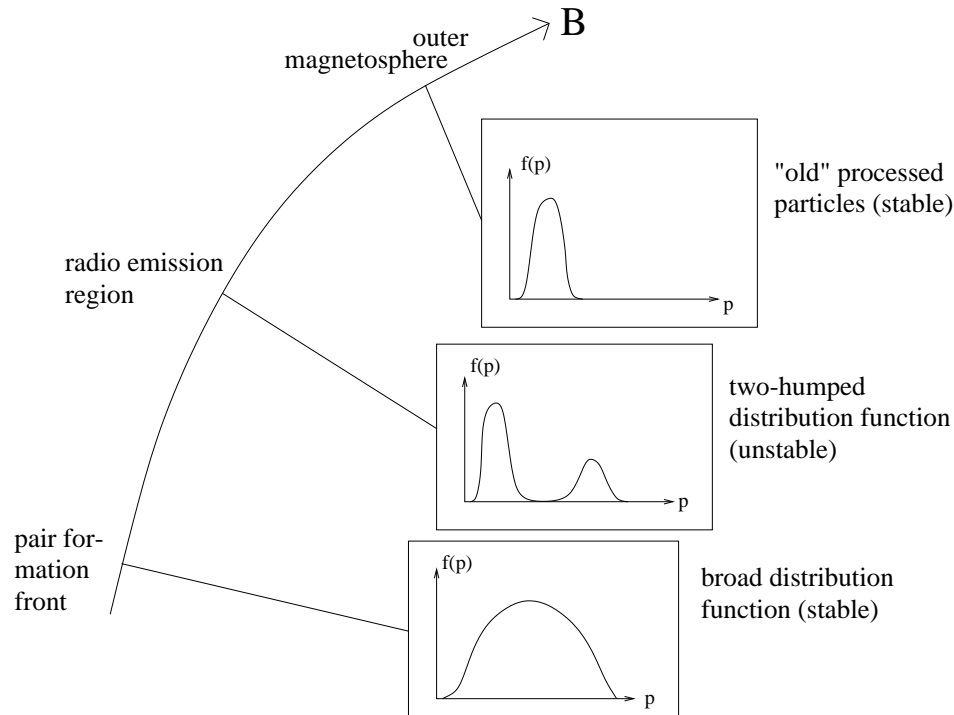 outer
magnetosphere
B
f(p)
p
"old" processed
particles (stable)
radio emission
region
f(p)
p
two-humped
distribution function
(unstable)
pair for-
mation
front
f(p)
p
broad distribution
function (stable)